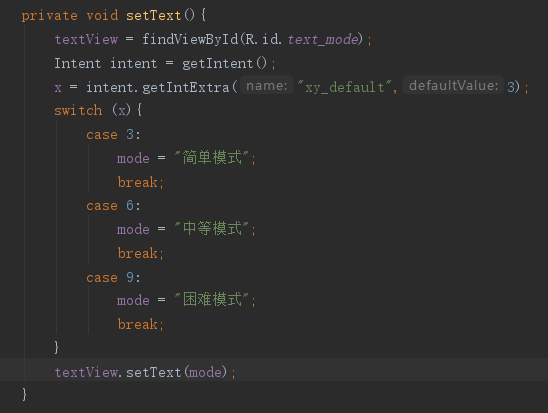 private void setText(){
textView = findViewById(R.id.text_mode);
Intent intent = getIntent();
x = intent.getIntExtra( name: "xy_default", defaultValue: 3);
switch (x){
case 3:
mode = "简单模式";
break;
case 6:
mode = "中等模式";
break;
case 9:
mode = "困难模式";
break;
}
textView.setText(mode);
}